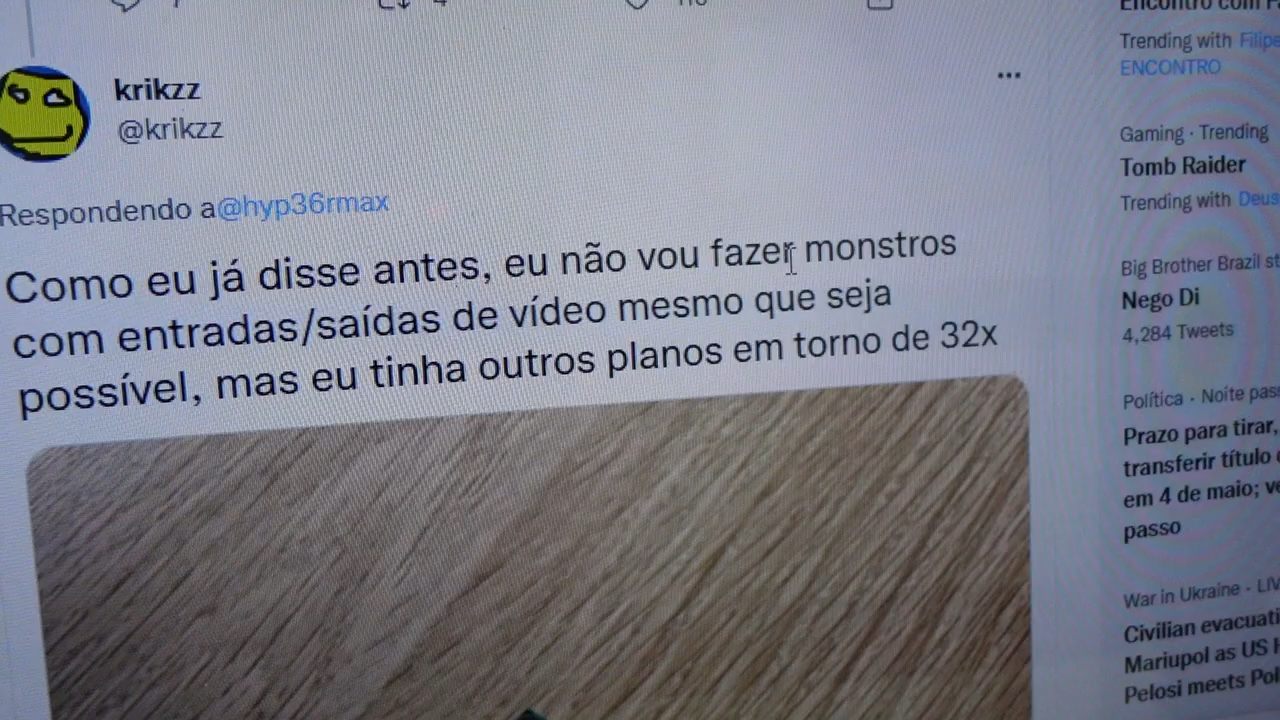 krikzz
@krikzz
Respondendo a@hyp36rmax
Como eu já disse antes, eu não vou fazer monstros
com entradas/saídas de vídeo mesmo que seja
possível, mas eu tinha outros planos em torno de 32x
Trending with Filipe
ENCONTRO
Gaming · Trending
Tomb Raider
Trending with Deus
Big Brother Brazil
Nego Di
4,284 Tweets
Política · Noite
Prazo para tirar,
transferir título
em 4 de maio;
passo
War in Ukraine ·
Civilian
Mariupol as US
Pelosi meets